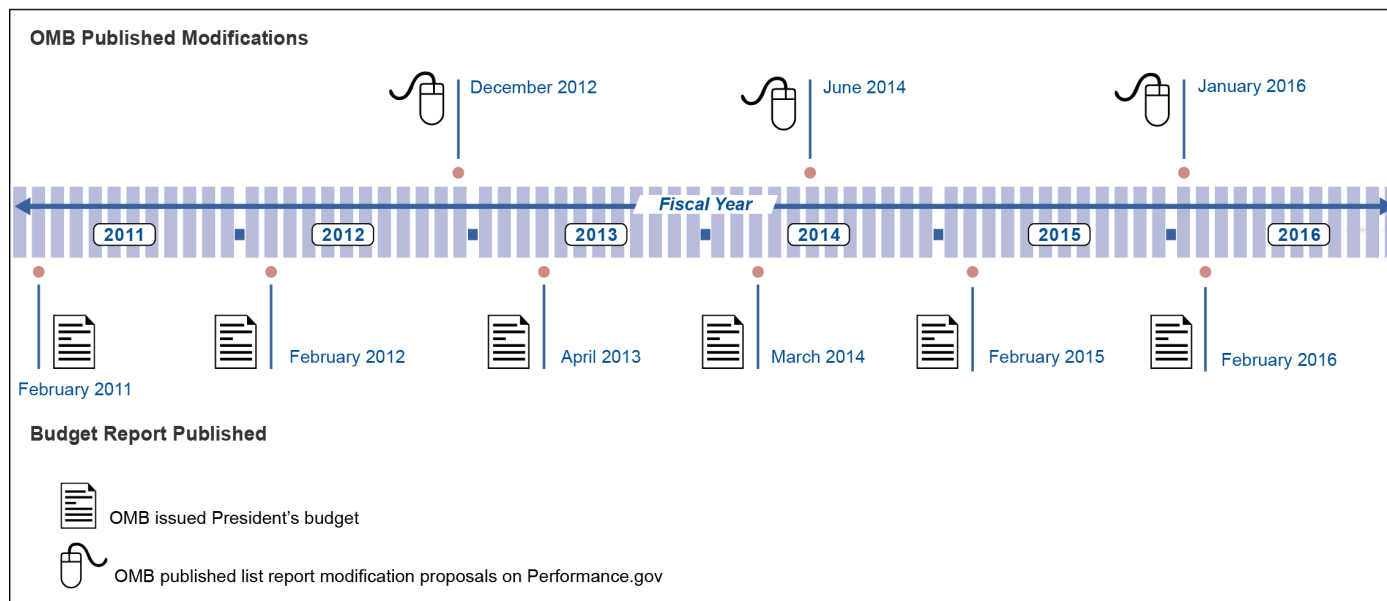 OMB Published Modifications
December 2012
June 2014
January 2016
Fiscal Year
2011
2012
2013
2014
2015
2016
February 2011
February 2012
April 2013
March 2014
February 2015
February 2016
Budget Report Published
OMB issued President’s budget
OMB published list report modification proposals on Performance.gov